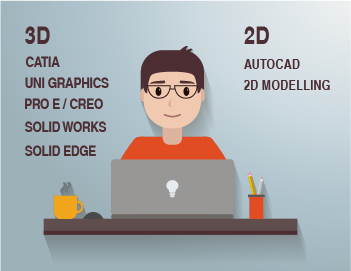 3D
CATIA
UNI GRAPHICS
PRO E / CREO
SOLID WORKS
SOLID EDGE
2D
AUTOCAD
2D MODELLING